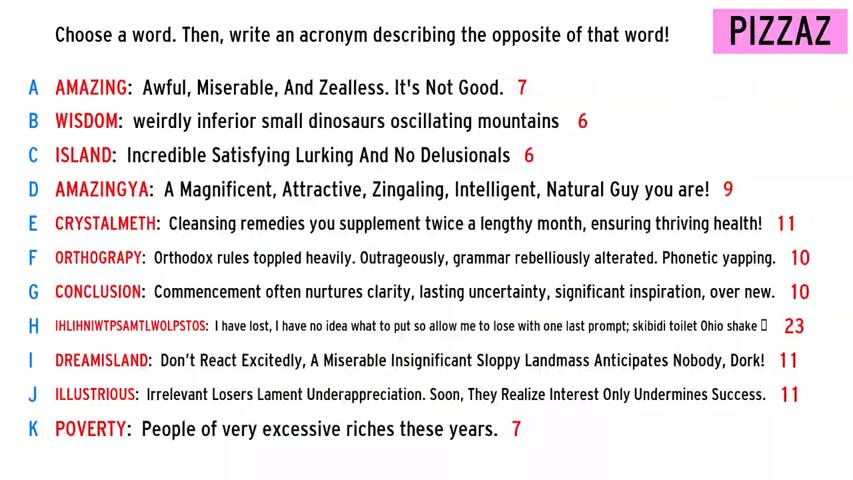 Choose a word. Then, write an acronym describing the opposite of that word!
PIZZAZ
A AMAZING: Awful, Miserable, And Zealless. It's Not Good. 7
B WISDOM: weirdly inferior small dinosaurs oscillating mountains 6
C ISLAND: Incredible Satisfying Lurking And No Delusionals 6
D AMAZINGYA: A Magnificent, Attractive, Zingaling, Intelligent, Natural Guy you are! 9
E CRYSTALMETH: Cleansing remedies you supplement twice a lengthy month, ensuring thriving health! 11
F ORTHOGRAPY: Orthodox rules toppled heavily. Outrageously, grammar rebelliously alterated. Phonetic yapping. 10
G CONCLUSION: Commencement often nurtures clarity, lasting uncertainty, significant inspiration, over new. 10
H IHLIHNIWTPSAMTLWOLPSTOS: I have lost, I have no idea what to put so allow me to lose with one last prompt; skibidi toilet Ohio shake 23
I DREAMISLAND: Don't React Excitedly, A Miserable Insignificant Sloppy Landmass Anticipates Nobody, Dork! 11
J ILLUSTRIOUS: Irrelevant Losers Lament Underappreciation. Soon, They Realize Interest Only Undermines Success. 11
K POVERTY: People of very excessive riches these years. 7